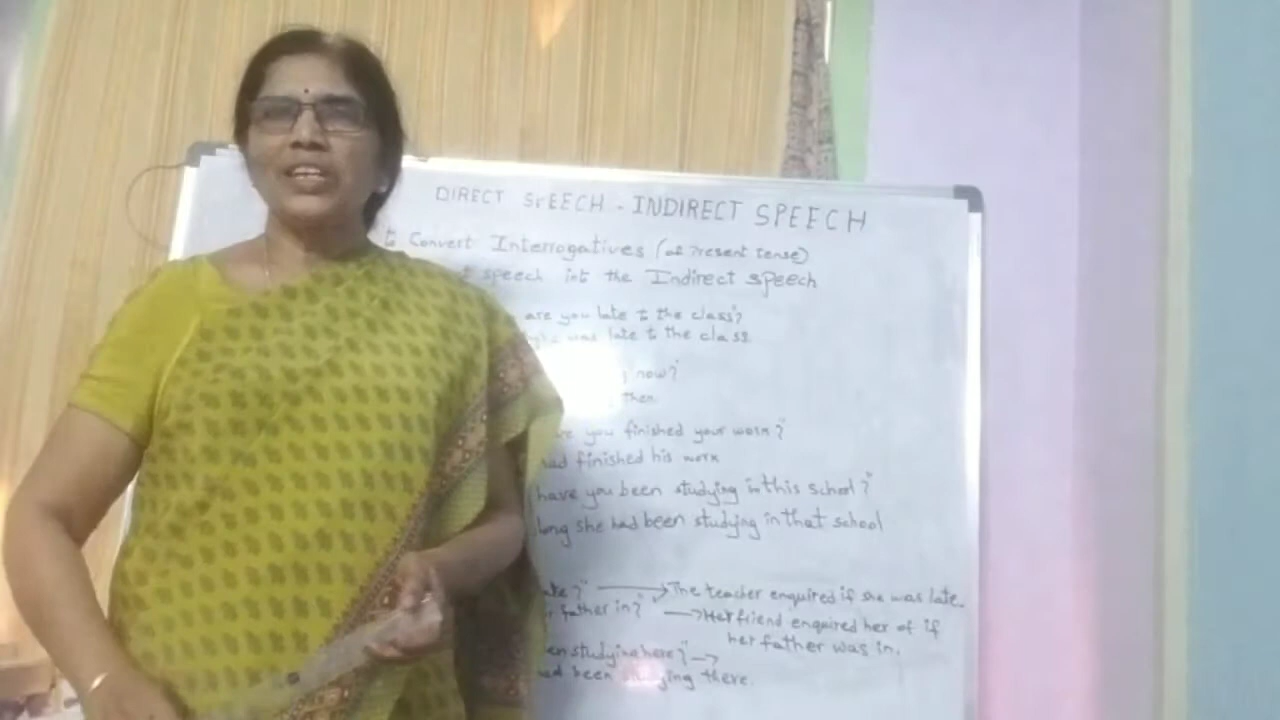 DIRECT SPEECH - INDIRECT SPEECH
to Convert Interrogatives (of Present tense)
speech into the Indirect speech
are you late to the class?"
was late to the class
now?"
then.
you finished your work?"
had finished his work
have you been studying in this school?"
long she had been studying in that school
late?" → The teacher enquired if she was late.
father in?" → Her friend enquired her of if
her father was in.
studying here?" →
had been studying there.